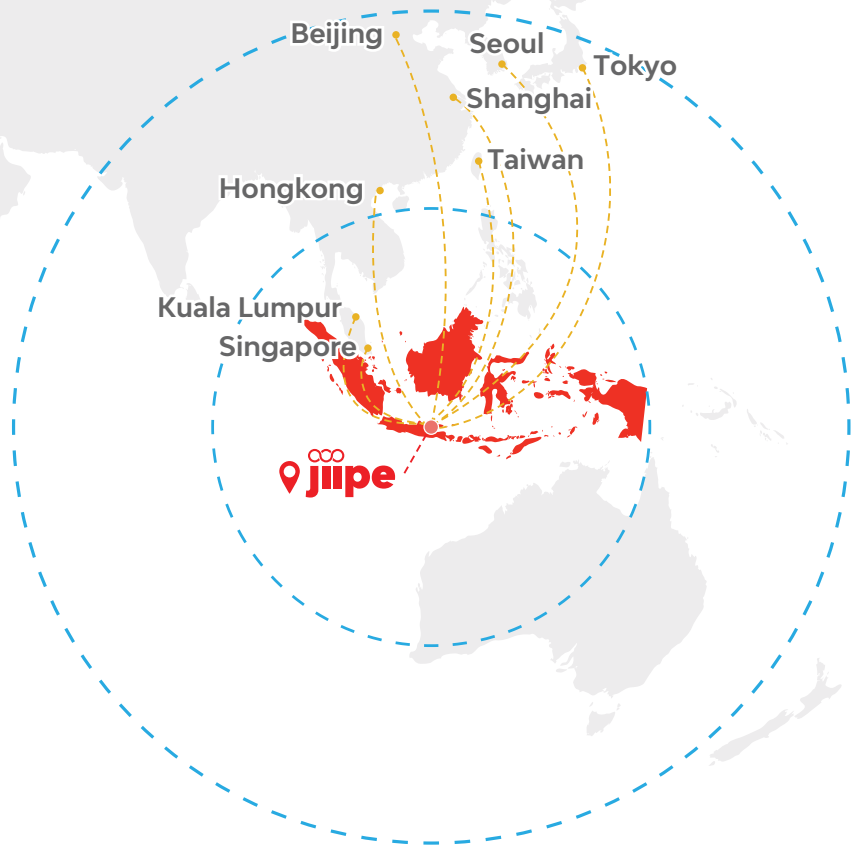 Beijing
Seoul
Tokyo
Shanghai
Taiwan
Hongkong
Kuala Lumpur
Singapore
jiipe